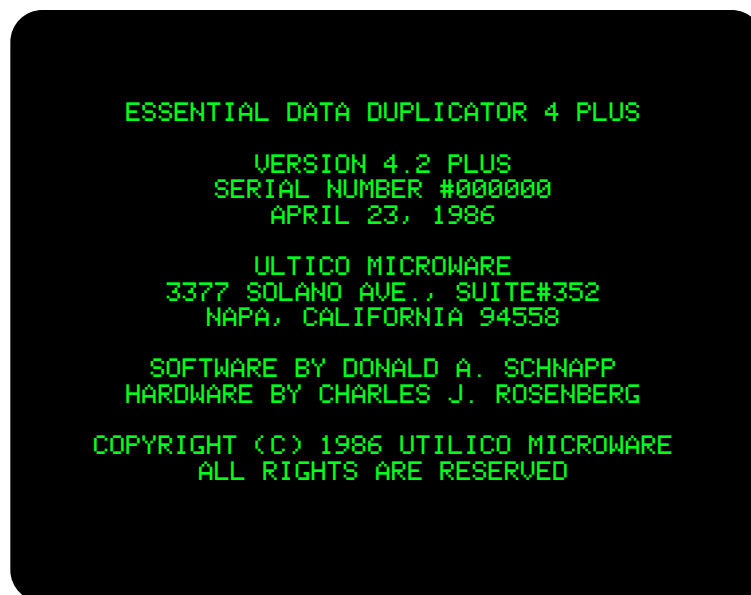 ESSENTIAL DATA DUPLICATOR 4 PLUS
VERSION 4.2 PLUS
SERIAL NUMBER #000000
APRIL 23, 1986
ULTICO MICROWARE
3377 SOLANO AVE., SUITE#352
NAPA, CALIFORNIA 94558
SOFTWARE BY DONALD A. SCHNAPP
HARDWARE BY CHARLES J. ROSENBERG
COPYRIGHT (C) 1986 UTILICO MICROWARE
ALL RIGHTS ARE RESERVED